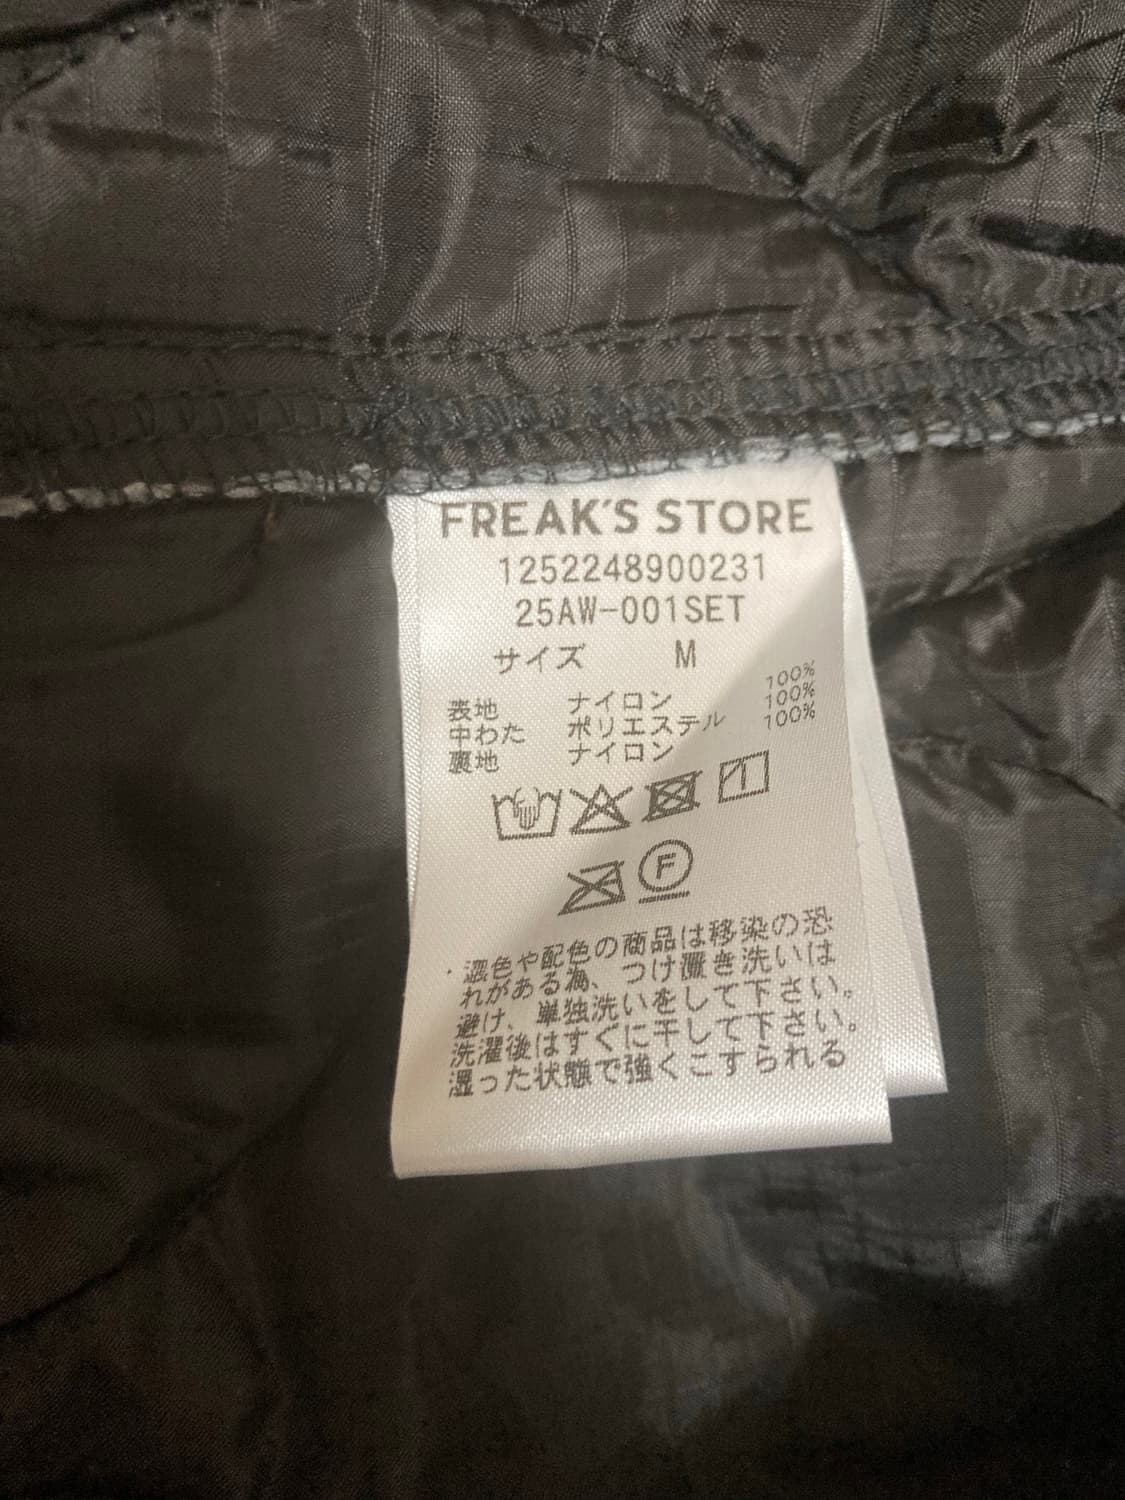 FREAK'S STORE
1252248900231
25AW-001SET
サイズ M
表地 ナイロン 100%
中わた ポリエステル 100%
裏地 ナイロン 100%
F
・濃色や配色の商品は移染の恐
れがある為、つけ置き洗いは
避け、単独洗いをして下さい。
洗濯後はすぐに干して下さい。
湿った状態で強くこすられる